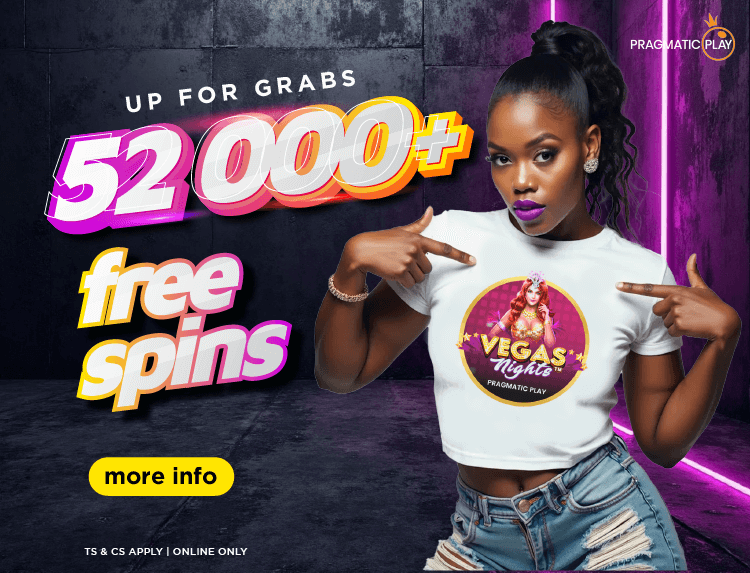 PRAGMATIC PLAY
UP FOR GRABS
52 000+
free
spins
VEGAS
Nights™
PRAGMATIC PLAY
more info
TS & CS APPLY | ONLINE ONLY